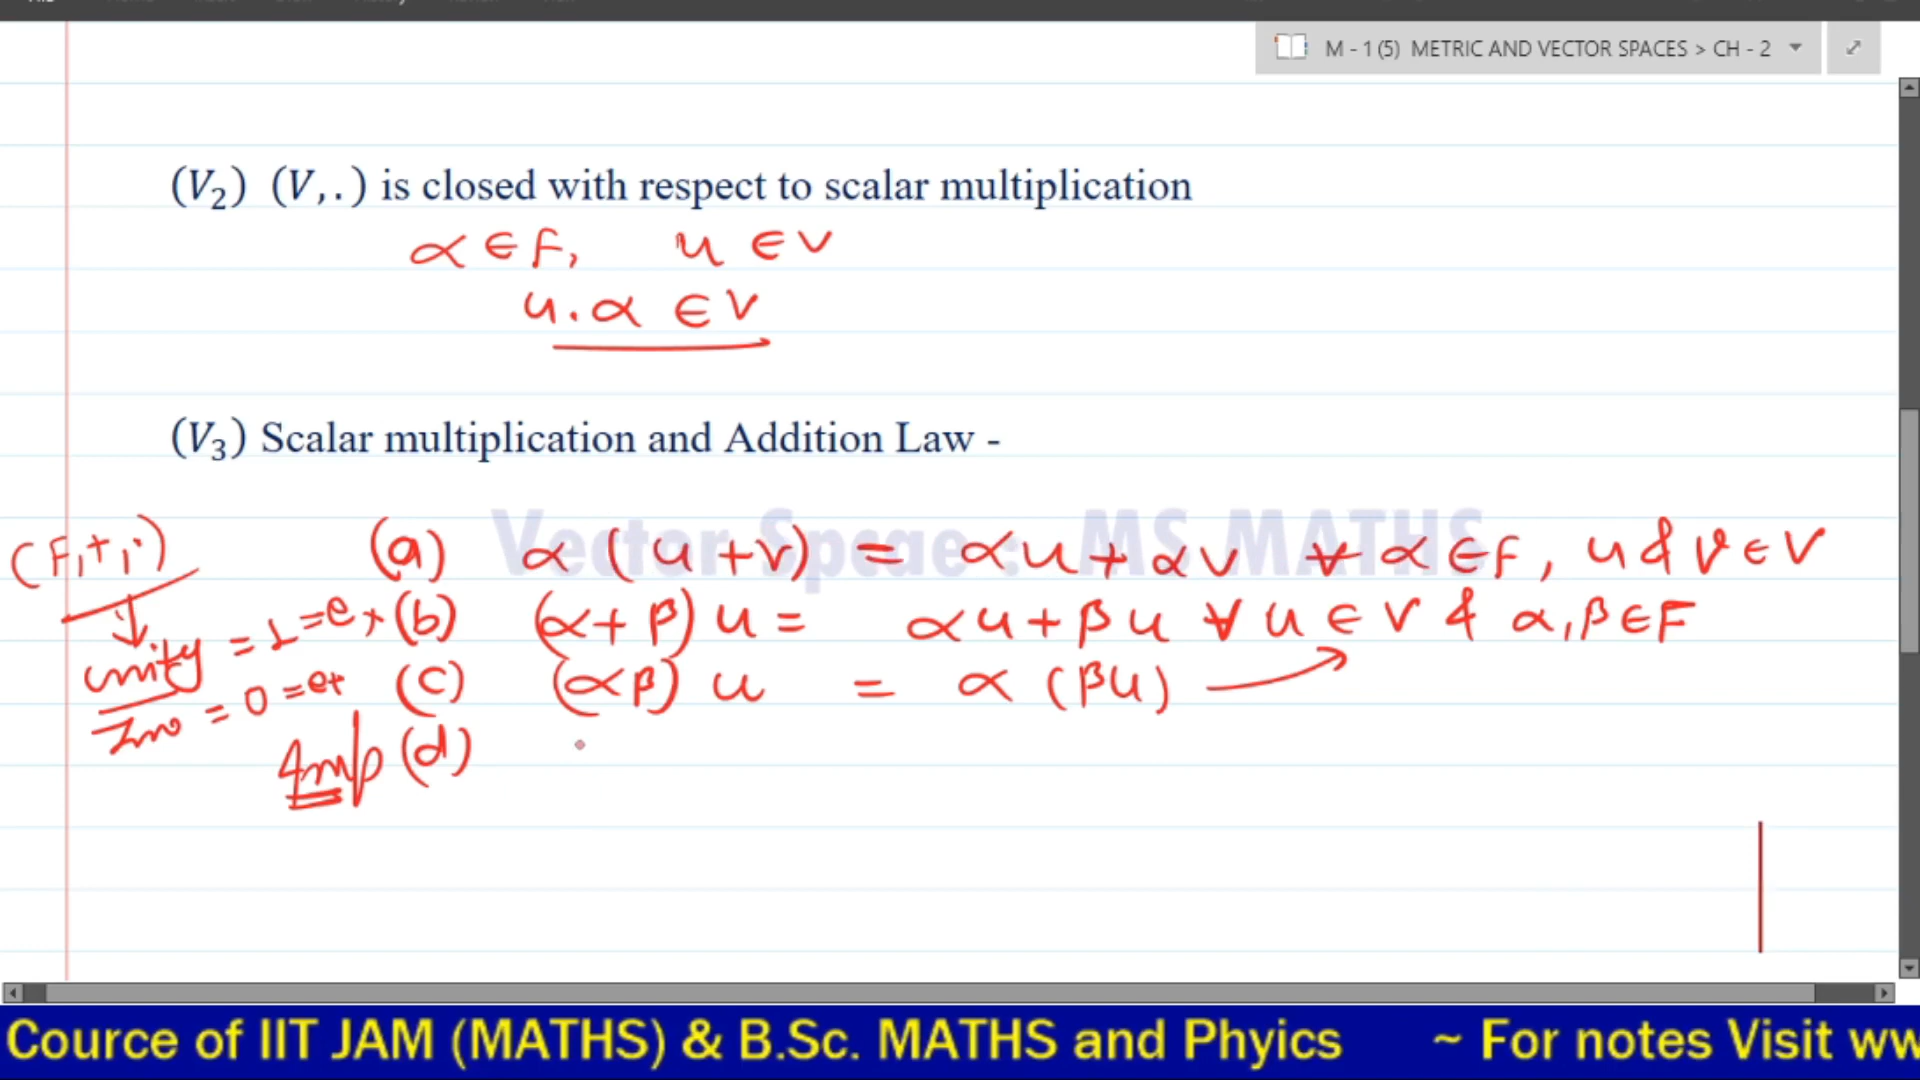 M - 1 (5) METRIC AND VECTOR SPACES > CH - 2
(V₂) (V, .) is closed with respect to scalar multiplication
α ∈ F, u ∈ V
u . α ∈ V
(V₃) Scalar multiplication and Addition Law -
Vector Speae : MS MATHS
(F, +, ·)
(a) α (u + v) = αu + αv ∀ α ∈ F, u & v ∈ V
unity = 1 = e×
(b) (α + β) u = αu + βu ∀ u ∈ V & α, β ∈ F
Zero = 0 = e+
(c) (αβ) u = α (βu)
Imp (d)
Cource of IIT JAM (MATHS) & B.Sc. MATHS and Phyics ~ For notes Visit ww